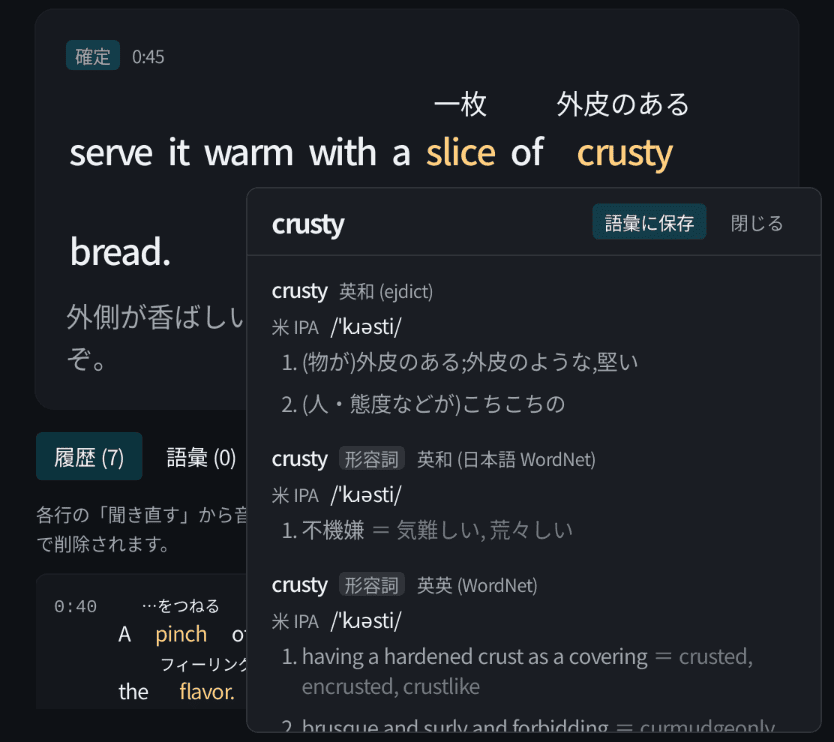 確定 0:45
一枚 外皮のある
serve it warm with a slice of crusty
bread.
外側が香ばしい
ぞ。
crusty 語彙に保存 閉じる
crusty 英和 (ejdict)
米 IPA /ˈkɹəsti/
1. (物が)外皮のある;外皮のような,堅い
2. (人・態度などが)こちこちの
crusty 形容詞 英和 (日本語 WordNet)
米 IPA /ˈkɹəsti/
1. 不機嫌 = 気難しい, 荒々しい
crusty 形容詞 英英 (WordNet)
米 IPA /ˈkɹəsti/
1. having a hardened crust as a covering = crusted,
encrusted, crustlike
2. brusque and surly and forbidding = curmudgeonly
履歴 (7) 語彙 (0)
各行の「聞き直す」から音
で削除されます。
0:40 …をつねる
A pinch of
フィーリング
the flavor.